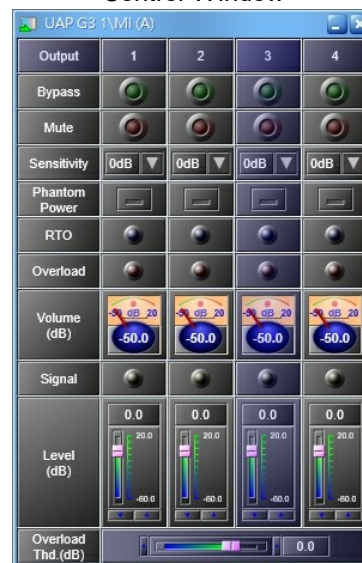 Control Window
UAP G3 1\MI (A)
Output 1 2 3 4
Bypass
Mute
Sensitivity 0dB 0dB 0dB 0dB
Phantom
Power
RTO
Overload
Volume
(dB)
-50 dB 20 -50 dB 20 -50 dB 20 -50 dB 20
-50.0 -50.0 -50.0 -50.0
Signal
Level
(dB)
0.0 0.0 0.0 0.0
20.0 20.0 20.0 20.0
-60.0 -60.0 -60.0 -60.0
Overload
Thd.(dB) 0.0